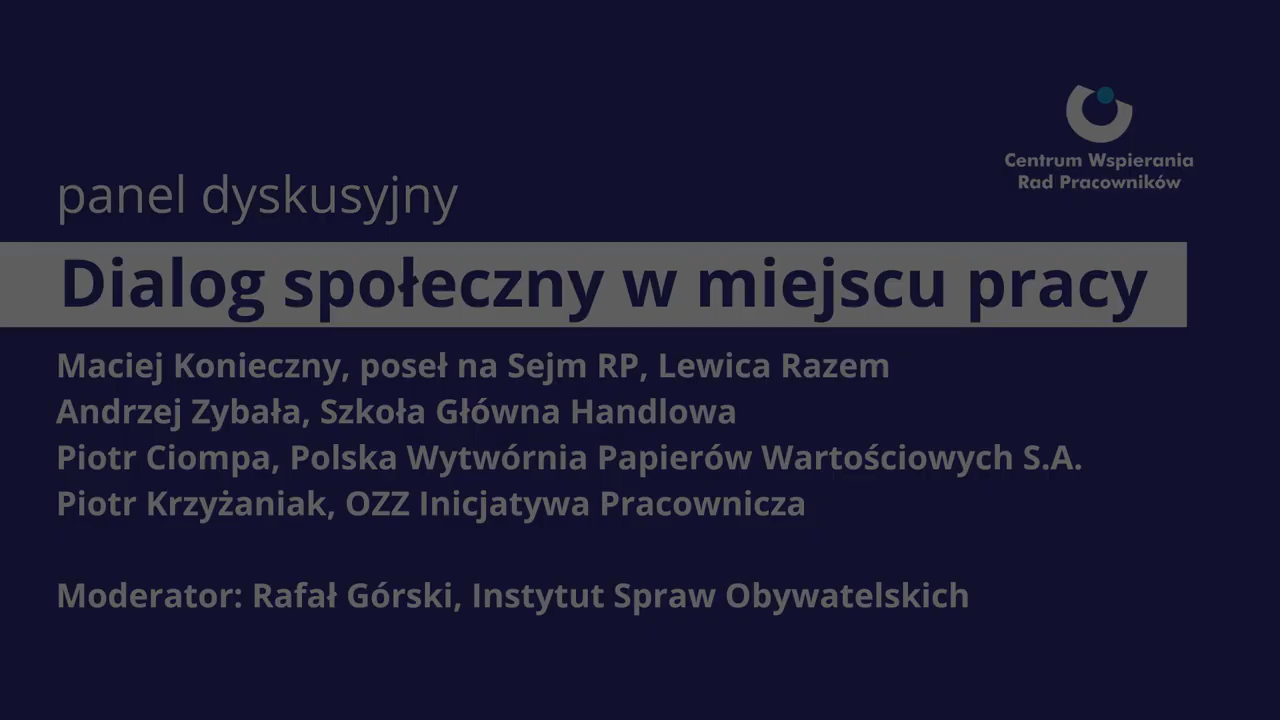 Centrum Wspierania
Rad Pracowników
panel dyskusyjny
Dialog społeczny w miejscu pracy
Maciej Konieczny, poseł na Sejm RP, Lewica Razem
Andrzej Zybała, Szkoła Główna Handlowa
Piotr Ciompa, Polska Wytwórnia Papierów Wartościowych S.A.
Piotr Krzyżaniak, OZZ Inicjatywa Pracownicza
Moderator: Rafał Górski, Instytut Spraw Obywatelskich